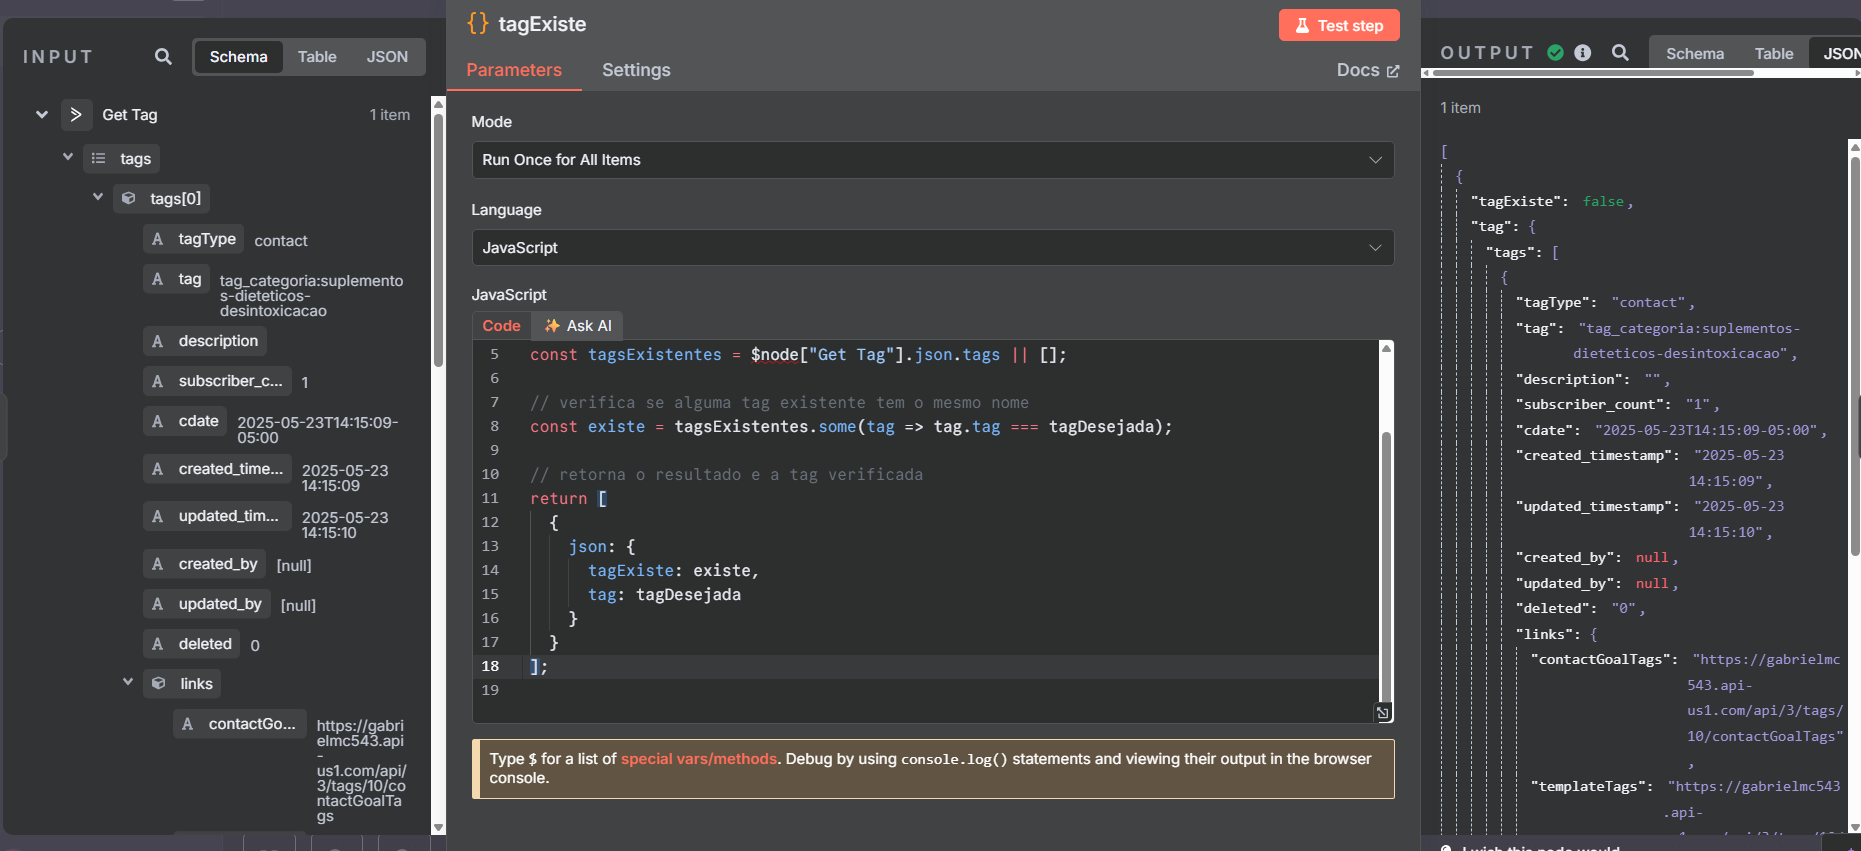 INPUT
Schema
Table
JSON
Get Tag
1 item
tags
tags[0]
A tagType contact
A tag tag_categoria:suplemento
s-dieteticos-
desintoxicacao
A description
A subscriber_c... 1
A cdate 2025-05-23T14:15:09-
05:00
A created_time... 2025-05-23
14:15:09
A updated_tim... 2025-05-23
14:15:10
A created_by [null]
A updated_by [null]
A deleted 0
links
A contactGo... https://gabri
elmc543.api
-
us1.com/api/
3/tags/10/co
ntactGoalTa
gs
{} tagExiste
Test step
Parameters
Settings
Docs
Mode
Run Once for All Items
Language
JavaScript
JavaScript
Code
Ask AI
5 const tagsExistentes = $node["Get Tag"].json.tags || [];
6
7 // verifica se alguma tag existente tem o mesmo nome
8 const existe = tagsExistentes.some(tag => tag.tag === tagDesejada);
9
10 // retorna o resultado e a tag verificada
11 return [
12 {
13 json: {
14 tagExiste: existe,
15 tag: tagDesejada
16 }
17 }
18 ];
19
Type $ for a list of special vars/methods. Debug by using console.log() statements and viewing their output in the browser
console.
OUTPUT
Schema
Table
JSON
1 item
[
{
"tagExiste": false,
"tag": {
"tags": [
{
"tagType": "contact",
"tag": "tag_categoria:suplementos-
dieteticos-desintoxicacao",
"description": "",
"subscriber_count": "1",
"cdate": "2025-05-23T14:15:09-05:00",
"created_timestamp": "2025-05-23
14:15:09",
"updated_timestamp": "2025-05-23
14:15:10",
"created_by": null,
"updated_by": null,
"deleted": "0",
"links": {
"contactGoalTags": "https://gabrielmc
543.api-
us1.com/api/3/tags/
10/contactGoalTags"
,
"templateTags": "https://gabrielmc543
.api-
I wish this node would